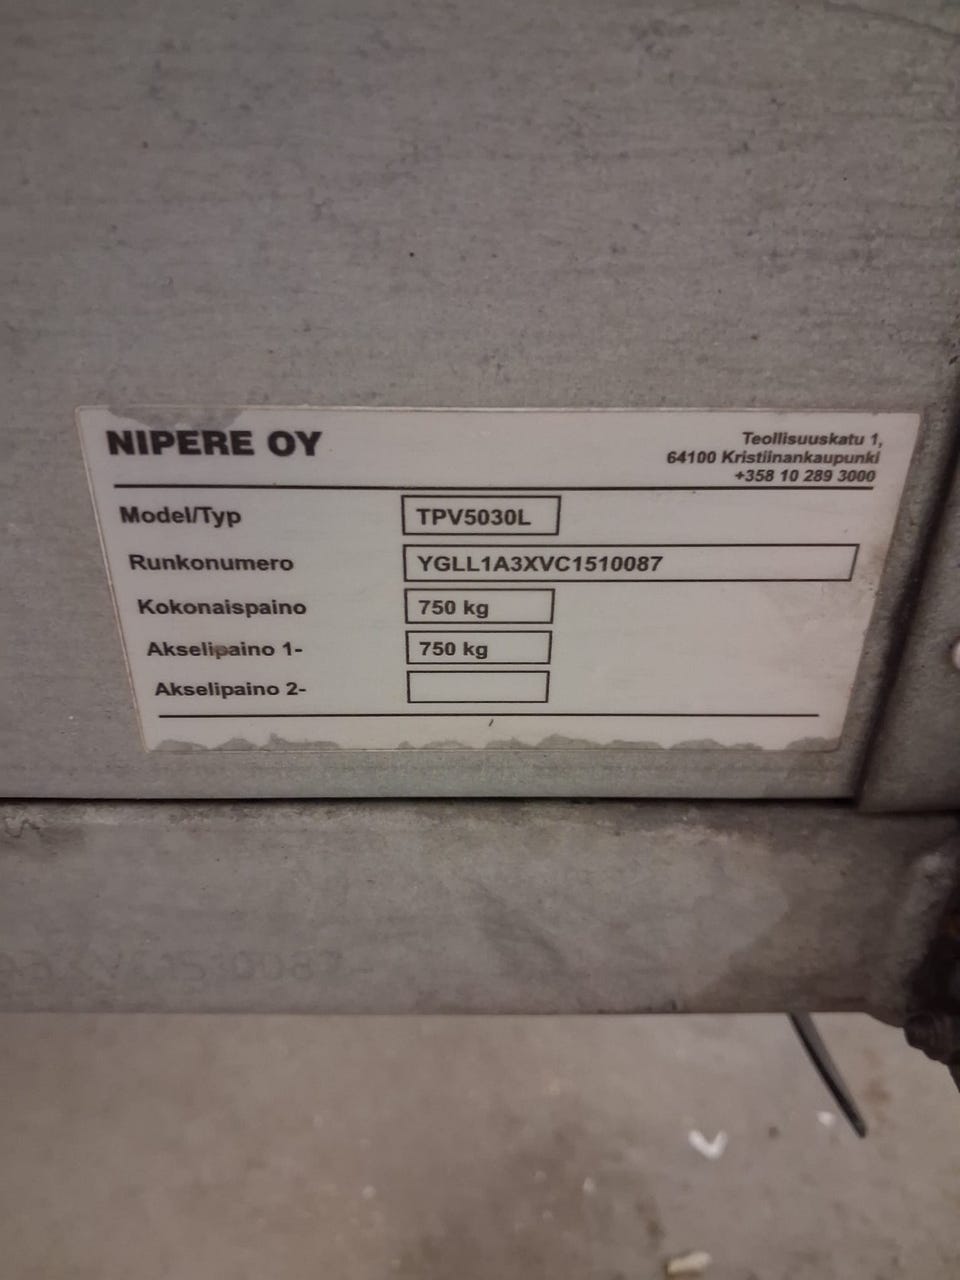 NIPERE OY
Teollisuuskatu 1,
64100 Kristiinankaupunki
+358 10 289 3000
Model/Typ TPV5030L
Runkonumero YGLL1A3XVC1510087
Kokonaispaino 750 kg
Akselipaino 1- 750 kg
Akselipaino 2-